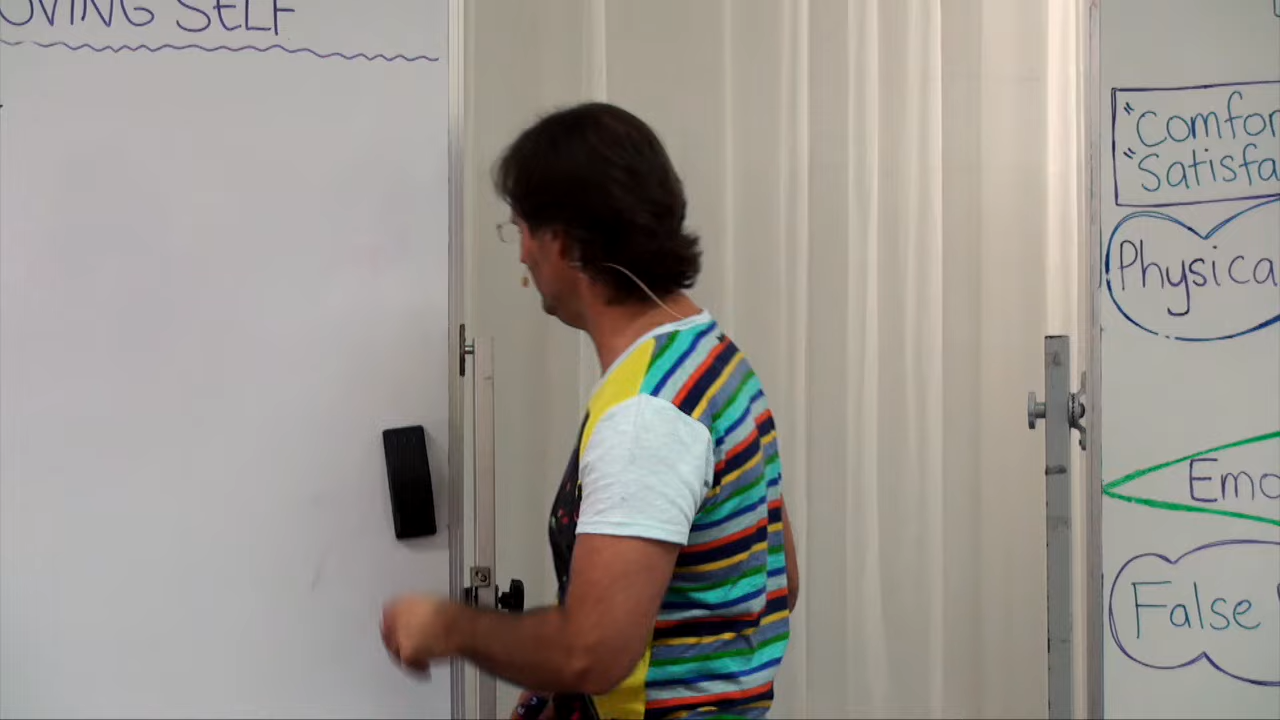 OVING SELF
"Comfor
"Satisfa
Physica
Emo
False